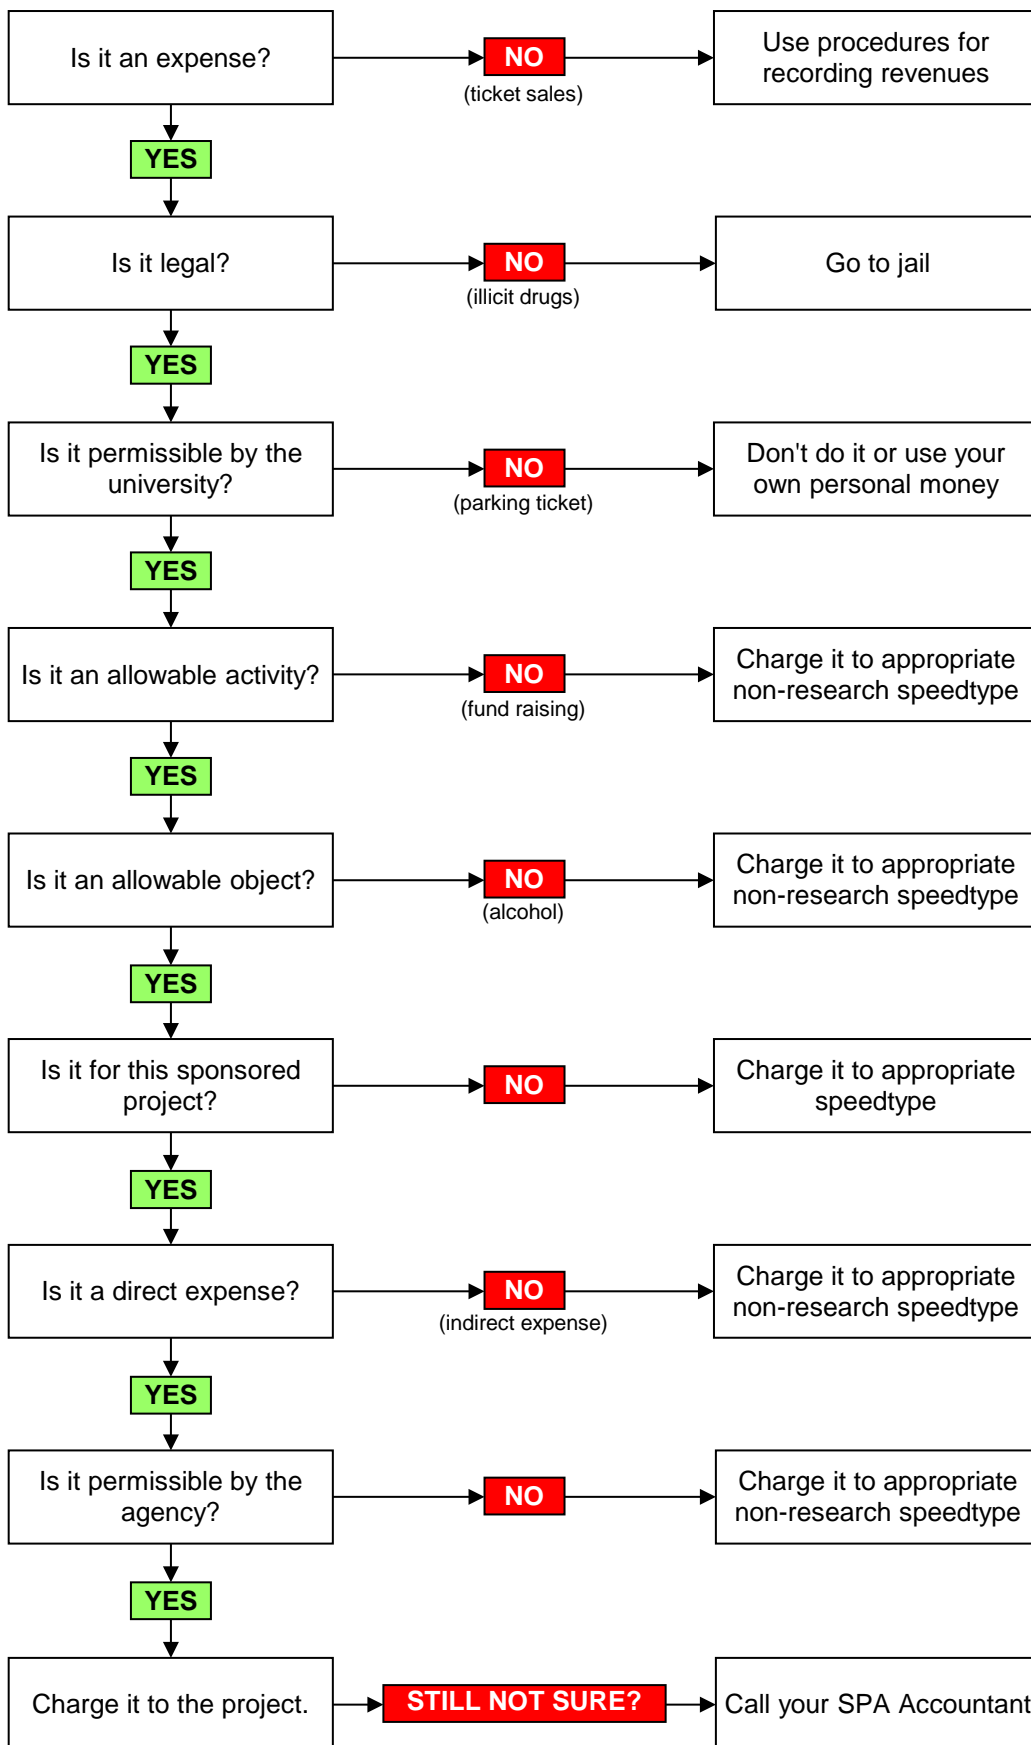 Is it an expense?
NO
(ticket sales)
Use procedures for
recording revenues
YES
Is it legal?
NO
(illicit drugs)
Go to jail
YES
Is it permissible by the
university?
NO
(parking ticket)
Don't do it or use your
own personal money
YES
Is it an allowable activity?
NO
(fund raising)
Charge it to appropriate
non-research speedtype
YES
Is it an allowable object?
NO
(alcohol)
Charge it to appropriate
non-research speedtype
YES
Is it for this sponsored
project?
NO
Charge it to appropriate
speedtype
YES
Is it a direct expense?
NO
(indirect expense)
Charge it to appropriate
non-research speedtype
YES
Is it permissible by the
agency?
NO
Charge it to appropriate
non-research speedtype
YES
Charge it to the project.
STILL NOT SURE?
Call your SPA Accountant